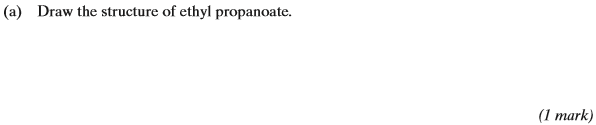 (a) Draw the structure of ethyl propanoate.
(1 mark)